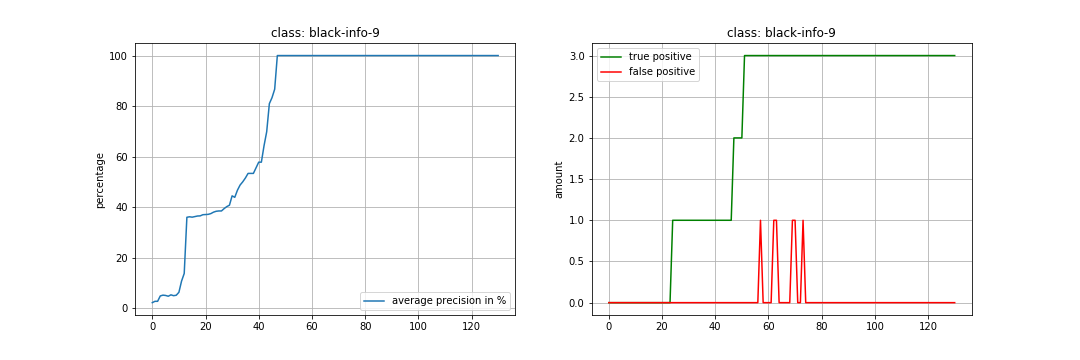 class: black-info-9
percentage
100
80
60
40
20
0
0 20 40 60 80 100 120
average precision in %
class: black-info-9
amount
3.0
2.5
2.0
1.5
1.0
0.5
0.0
0 20 40 60 80 100 120
true positive
false positive